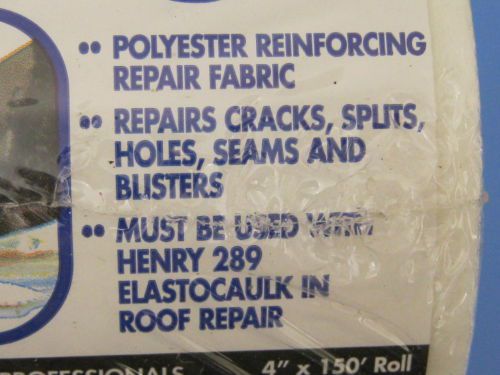 •• POLYESTER REINFORCING
REPAIR FABRIC
•• REPAIRS CRACKS, SPLITS,
HOLES, SEAMS AND
BLISTERS
•• MUST BE USED WITH
HENRY 289
ELASTOCAULK IN
ROOF REPAIR
PROFESSIONALS 4" x 150' Roll